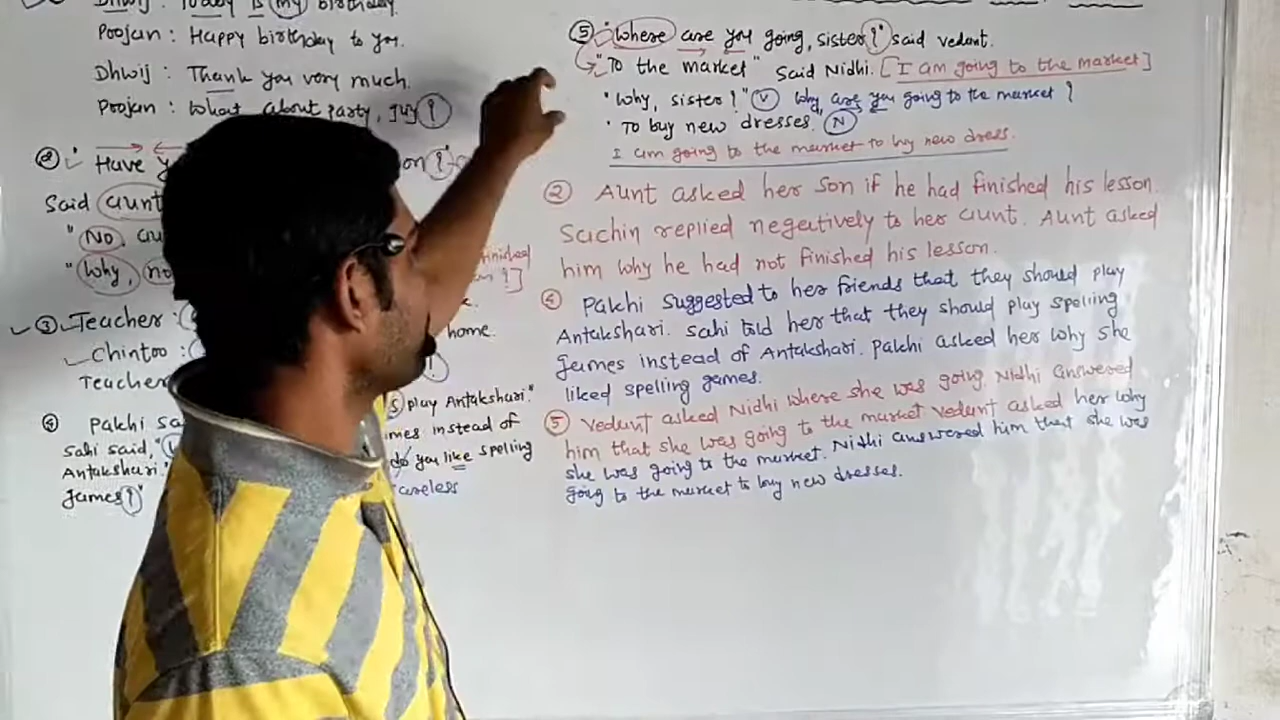 Dhwij : Today is my birthday.
Poojan : Happy birthday to you.
Dhwij : Thank you very much.
Poojan : What about party,
② " Have
Said aunt
" No,
" Why, no
finished
③ Teacher :
home.
Chintoo :
Teacher
④ Palchi
play Antakshari."
Sahi said,
instead of
Antakshari
do you like spelling
games ? "
careless
⑤ " Where are you going, sister ? " said vedant.
" To the market " said Nidhi. [ I am going to the market ]
" Why, sister ? " Ⓥ Why are you going to the market ?
" To buy new dresses. Ⓝ
I am going to the market to buy new dress.
② Aunt asked her son if he had finished his lesson.
Sachin replied negectively to her aunt. Aunt asked
him why he had not finished his lesson.
④ Palchi suggested to her friends that they should play
Antakshari. Sahi told her that they should play spelling
games instead of Antakshari. Palchi asked her why she
liked spelling games.
⑤ Vedant asked Nidhi where she was going. Nidhi answered
him that she was going to the market Vedant asked her why
she was going to the market. Nidhi answered him that she was
going to the market to buy new dresses.